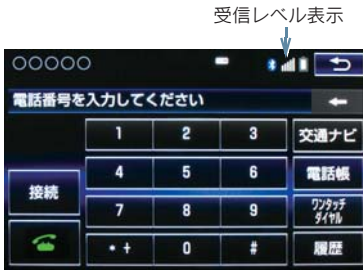 受信レベル表示
○○○○○
電話番号を入力してください
1 2 3 交通ナビ
4 5 6 電話帳
接続
7 8 9 ワンタッチ
ダイヤル
* + 0 # 履歴